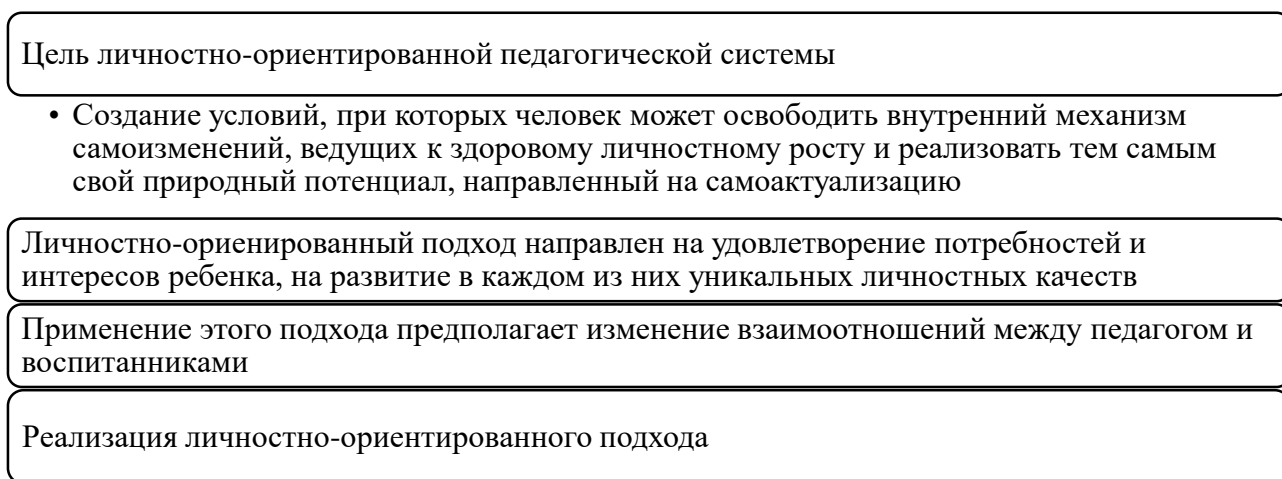 Цель личностно-ориентированной педагогической системы
• Создание условий, при которых человек может освободить внутренний механизм
самоизменений, ведущих к здоровому личностному росту и реализовать тем самым
свой природный потенциал, направленный на самоактуализацию
Личностно-ориенированный подход направлен на удовлетворение потребностей и
интересов ребенка, на развитие в каждом из них уникальных личностных качеств
Применение этого подхода предполагает изменение взаимоотношений между педагогом и
воспитанниками
Реализация личностно-ориентированного подхода